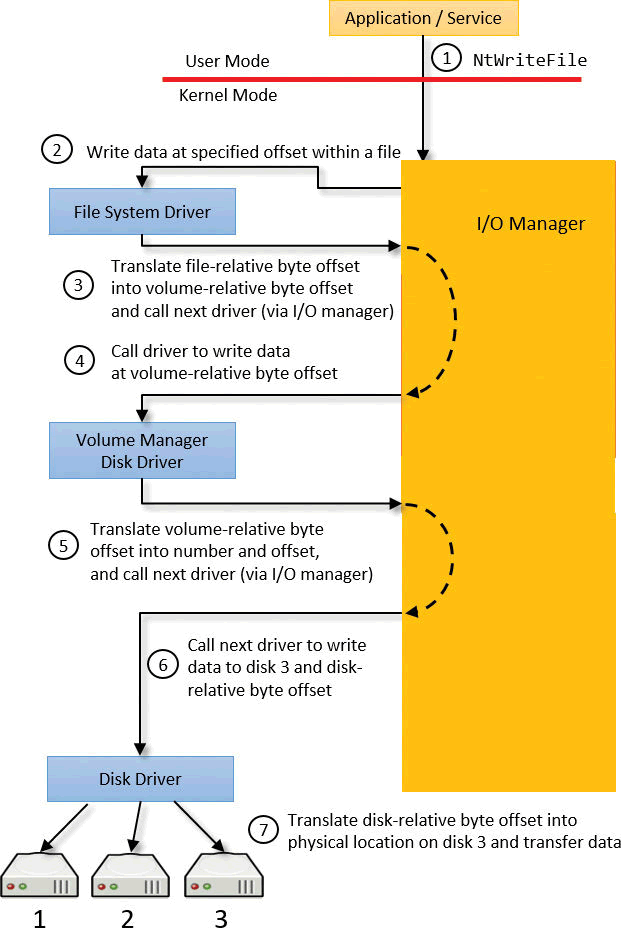 Application / Service
User Mode
1 NtWriteFile
Kernel Mode
2 Write data at specified offset within a file
File System Driver
I/O Manager
3
Translate file-relative byte offset
into volume-relative byte offset
and call next driver (via I/O manager)
4
Call driver to write data
at volume-relative byte offset
Volume Manager
Disk Driver
5
Translate volume-relative byte
offset into number and offset,
and call next driver (via I/O manager)
6
Call next driver to write
data to disk 3 and disk-
relative byte offset
Disk Driver
7
Translate disk-relative byte offset into
physical location on disk 3 and transfer data
1 2 3